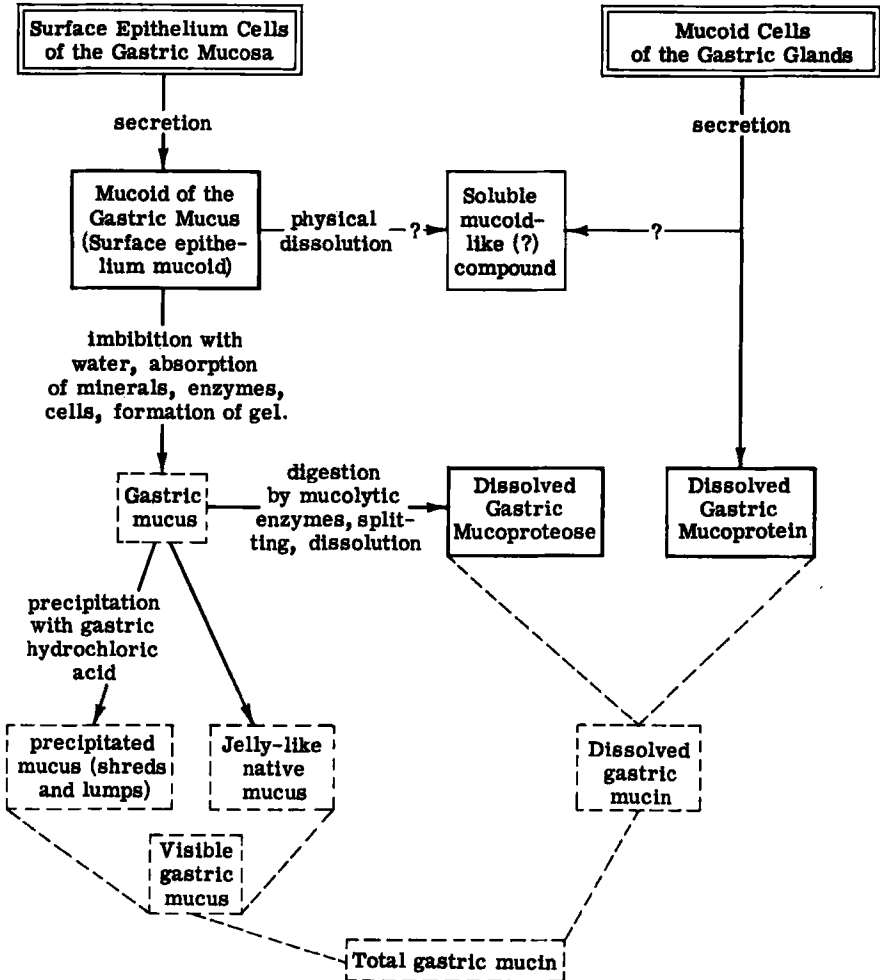 Surface Epithelium Cells
of the Gastric Mucosa
Mucoid Cells
of the Gastric Glands
secretion
secretion
Mucoid of the
Gastric Mucus
(Surface epithe-
lium mucoid)
physical
dissolution
?
Soluble
mucoid-
like (?)
compound
?
imbibition with
water, absorption
of minerals, enzymes,
cells, formation of gel.
Gastric
mucus
digestion
by mucolytic
enzymes, split-
ting, dissolution
Dissolved
Gastric
Mucoproteose
Dissolved
Gastric
Mucoprotein
precipitation
with gastric
hydrochloric
acid
precipitated
mucus (shreds
and lumps)
Jelly-like
native
mucus
Dissolved
gastric
mucin
Visible
gastric
mucus
Total gastric mucin